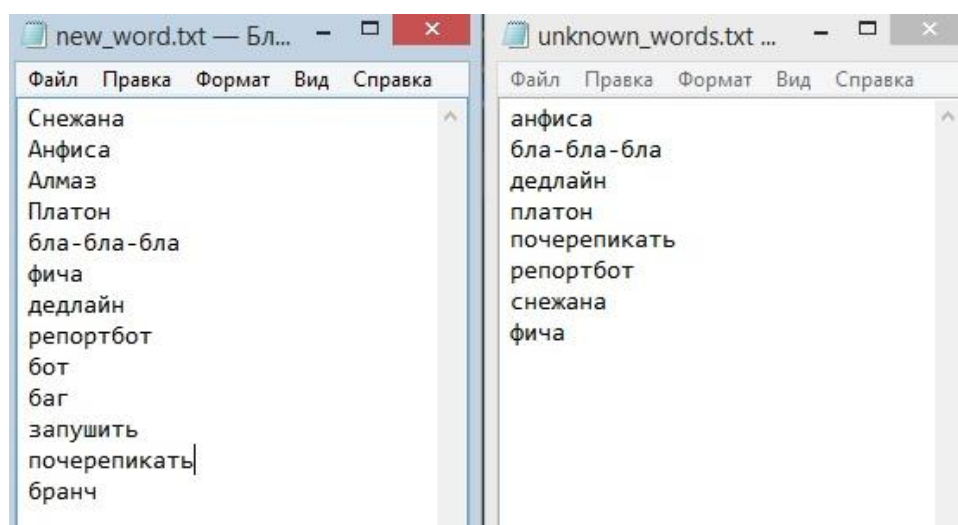 new_word.txt — Бл...
Файл Правка Формат Вид Справка
Снежана
Анфиса
Алмаз
Платон
бла-бла-бла
фича
дедлайн
репортбот
бот
баг
запушить
почерепикать
бранч
unknown_words.txt ...
Файл Правка Формат Вид Справка
анфиса
бла-бла-бла
дедлайн
платон
почерепикать
репортбот
снежана
фича